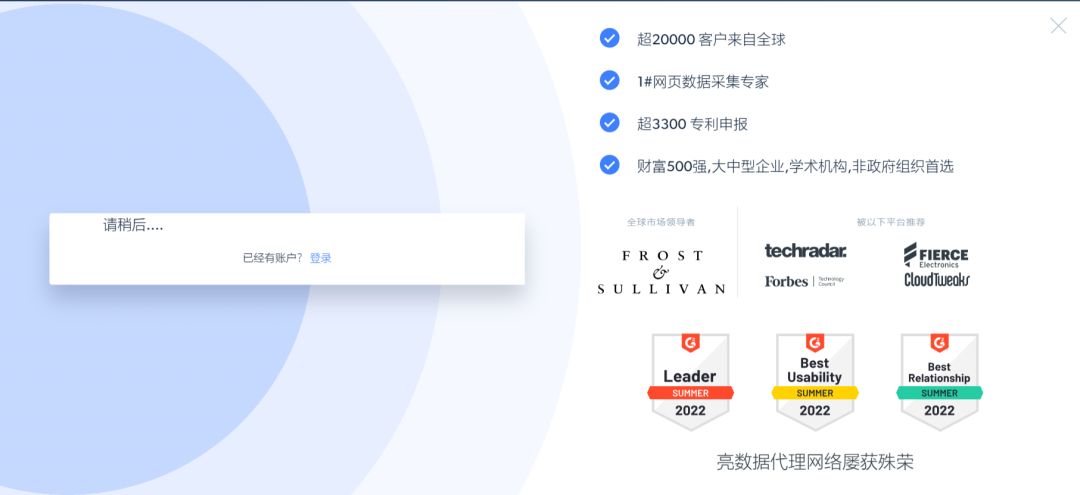 请稍后....
已经有账户? 登录
超20000 客户来自全球
1#网页数据采集专家
超3300 专利申报
财富500强,大中型企业,学术机构,非政府组织首选
全球市场领导者
FROST
&
SULLIVAN
被以下平台推荐
techradar.
FIERCE
Electronics
Forbes | Technology
Council
CloudTweaks
Leader
SUMMER
2022
Best
Usability
SUMMER
2022
Best
Relationship
SUMMER
2022
亮数据代理网络屡获殊荣